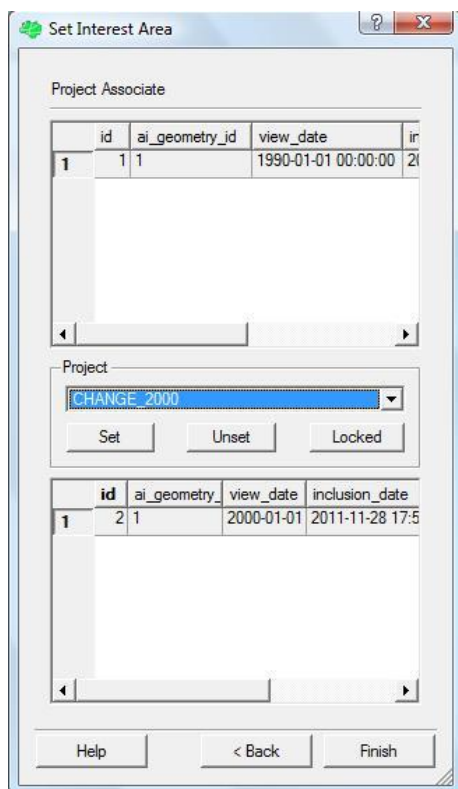 Set Interest Area
Project Associate
id ai_geometry_id view_date in
1 1 1 1990-01-01 00:00:00 20
Project
CHANGE_2000
Set Unset Locked
id ai_geometry_ view_date inclusion_date
1 2 1 2000-01-01 2011-11-28 17:5
Help < Back Finish